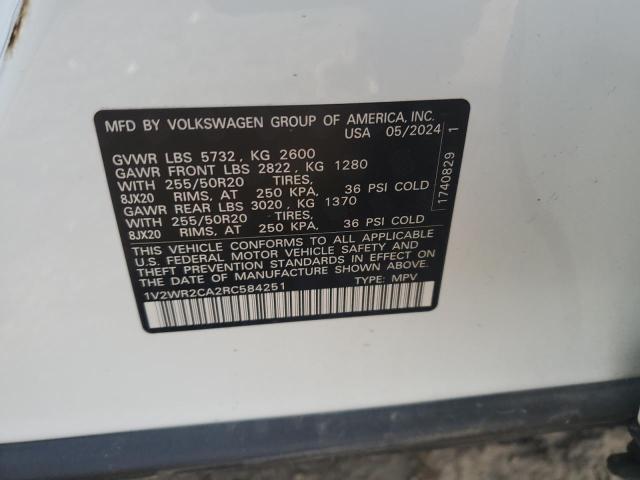 MFD BY VOLKSWAGEN GROUP OF AMERICA, INC.
USA 05/2024
GVWR LBS 5732, KG 2600
GAWR FRONT LBS 2822, KG 1280
WITH 255/50R20 TIRES,
8JX20 RIMS, AT 250 KPA, 36 PSI COLD
GAWR REAR LBS 3020, KG 1370
WITH 255/50R20 TIRES,
8JX20 RIMS, AT 250 KPA, 36 PSI COLD
THIS VEHICLE CONFORMS TO ALL APPLICABLE
U.S. FEDERAL MOTOR VEHICLE SAFETY AND
THEFT PREVENTION STANDARDS IN EFFECT ON
THE DATE OF MANUFACTURE SHOWN ABOVE.
1V2WR2CA2RC584251 TYPE: MPV
1740829 1